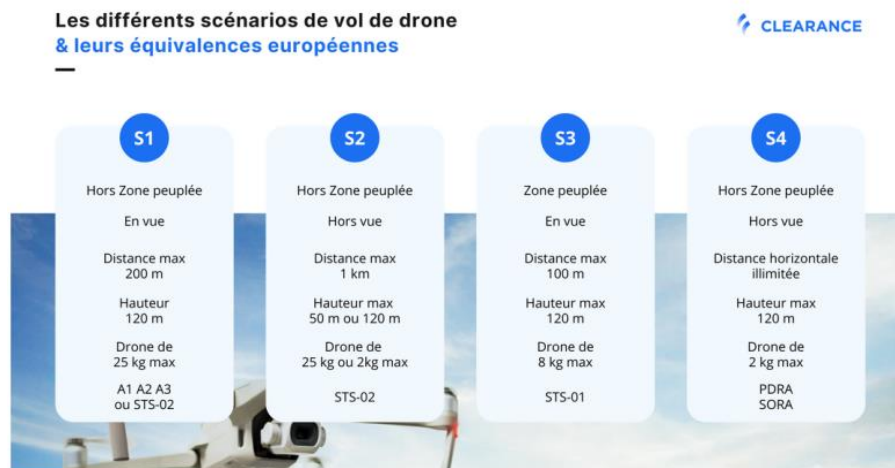 Les différents scénarios de vol de drone
& leurs équivalences européennes
CLEARANCE
S1
Hors Zone peuplée
En vue
Distance max
200 m
Hauteur
120 m
Drone de
25 kg max
A1 A2 A3
ou STS-02
S2
Hors Zone peuplée
Hors vue
Distance max
1 km
Hauteur max
50 m ou 120 m
Drone de
25 kg ou 2kg max
STS-02
S3
Zone peuplée
En vue
Distance max
100 m
Hauteur max
120 m
Drone de
8 kg max
STS-01
S4
Hors Zone peuplée
Hors vue
Distance horizontale
illimitée
Hauteur max
120 m
Drone de
2 kg max
PDRA
SORA